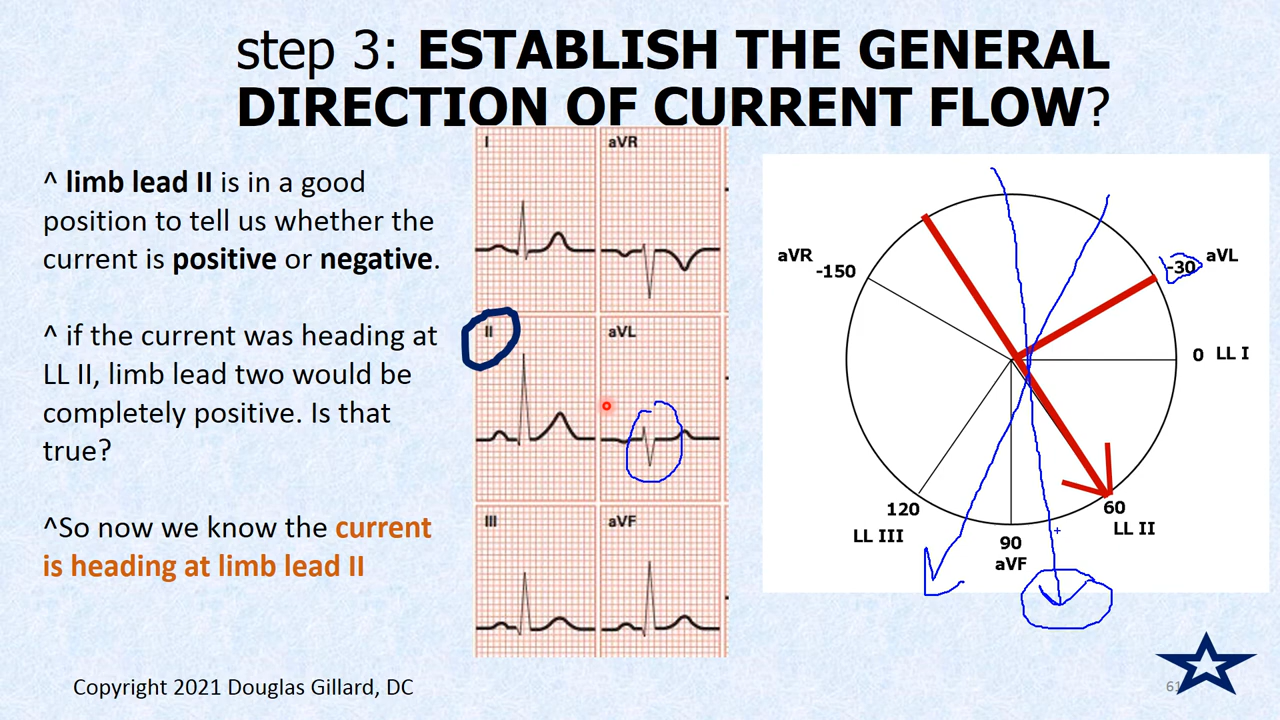 step 3: ESTABLISH THE GENERAL
DIRECTION OF CURRENT FLOW?
^ limb lead II is in a good
position to tell us whether the
current is positive or negative.
^ if the current was heading at
LL II, limb lead two would be
completely positive. Is that
true?
^So now we know the current
is heading at limb lead II
I
aVR
II
aVL
III
aVF
aVR
-150
-30
aVL
0 LL I
120
LL III
90
aVF
60
LL II
Copyright 2021 Douglas Gillard, DC